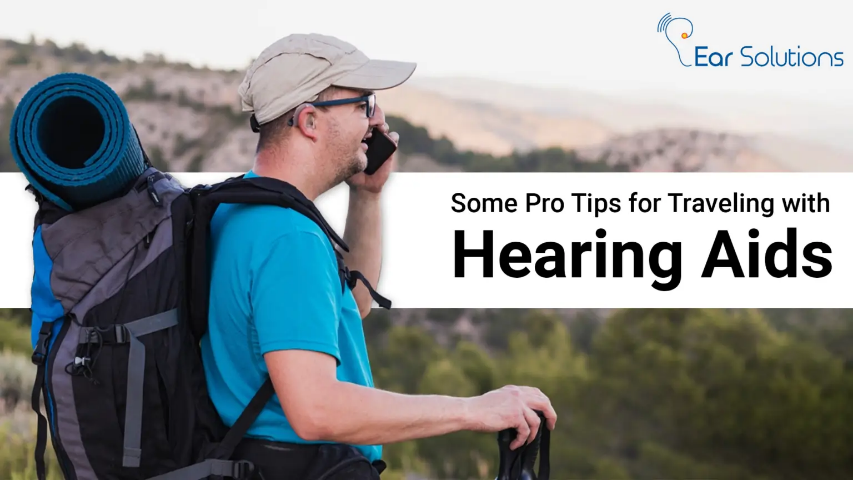 Ear Solutions
Some Pro Tips for Traveling with
Hearing Aids